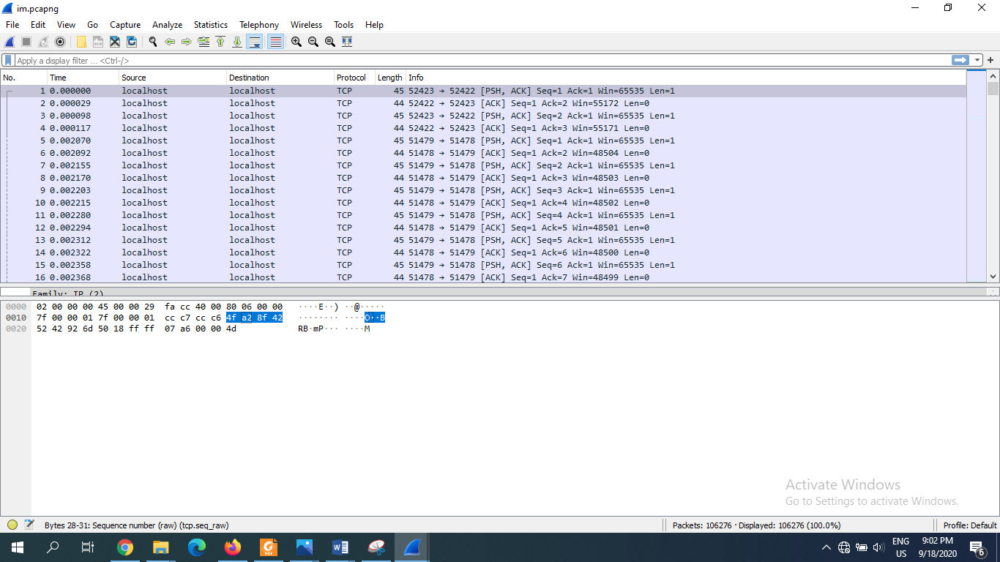 im.pcapng
File Edit View Go Capture Analyze Statistics Telephony Wireless Tools Help
Apply a display filter ... <Ctrl-/>
No. Time Source Destination Protocol Length Info
1 0.000000 localhost localhost TCP 45 52423 → 52422 [PSH, ACK] Seq=1 Ack=1 Win=65535 Len=1
2 0.000029 localhost localhost TCP 44 52422 → 52423 [ACK] Seq=1 Ack=2 Win=55172 Len=0
3 0.000098 localhost localhost TCP 45 52423 → 52422 [PSH, ACK] Seq=2 Ack=1 Win=65535 Len=1
4 0.000117 localhost localhost TCP 44 52422 → 52423 [ACK] Seq=1 Ack=3 Win=55171 Len=0
5 0.002070 localhost localhost TCP 45 51479 → 51478 [PSH, ACK] Seq=1 Ack=1 Win=65535 Len=1
6 0.002092 localhost localhost TCP 44 51478 → 51479 [ACK] Seq=1 Ack=2 Win=48504 Len=0
7 0.002155 localhost localhost TCP 45 51479 → 51478 [PSH, ACK] Seq=2 Ack=1 Win=65535 Len=1
8 0.002170 localhost localhost TCP 44 51478 → 51479 [ACK] Seq=1 Ack=3 Win=48503 Len=0
9 0.002203 localhost localhost TCP 45 51479 → 51478 [PSH, ACK] Seq=3 Ack=1 Win=65535 Len=1
10 0.002215 localhost localhost TCP 44 51478 → 51479 [ACK] Seq=1 Ack=4 Win=48502 Len=0
11 0.002280 localhost localhost TCP 45 51479 → 51478 [PSH, ACK] Seq=4 Ack=1 Win=65535 Len=1
12 0.002294 localhost localhost TCP 44 51478 → 51479 [ACK] Seq=1 Ack=5 Win=48501 Len=0
13 0.002312 localhost localhost TCP 45 51479 → 51478 [PSH, ACK] Seq=5 Ack=1 Win=65535 Len=1
14 0.002322 localhost localhost TCP 44 51478 → 51479 [ACK] Seq=1 Ack=6 Win=48500 Len=0
15 0.002358 localhost localhost TCP 45 51479 → 51478 [PSH, ACK] Seq=6 Ack=1 Win=65535 Len=1
16 0.002368 localhost localhost TCP 44 51478 → 51479 [ACK] Seq=1 Ack=7 Win=48499 Len=0
Family: IP (2)
0000 02 00 00 00 45 00 00 29 fa cc 40 00 80 06 00 00 ····E··) ··@·····
0010 7f 00 00 01 7f 00 00 01 cc c7 cc c6 4f a2 8f 42 ········ ····O··B
0020 52 42 92 6d 50 18 ff ff 07 a6 00 00 4d RB·mP··· ····M
Activate Windows
Go to Settings to activate Windows.
Bytes 28-31: Sequence number (raw) (tcp.seq_raw) Packets: 106276 · Displayed: 106276 (100.0%) Profile: Default
ENG 9:02 PM
US 9/18/2020 6